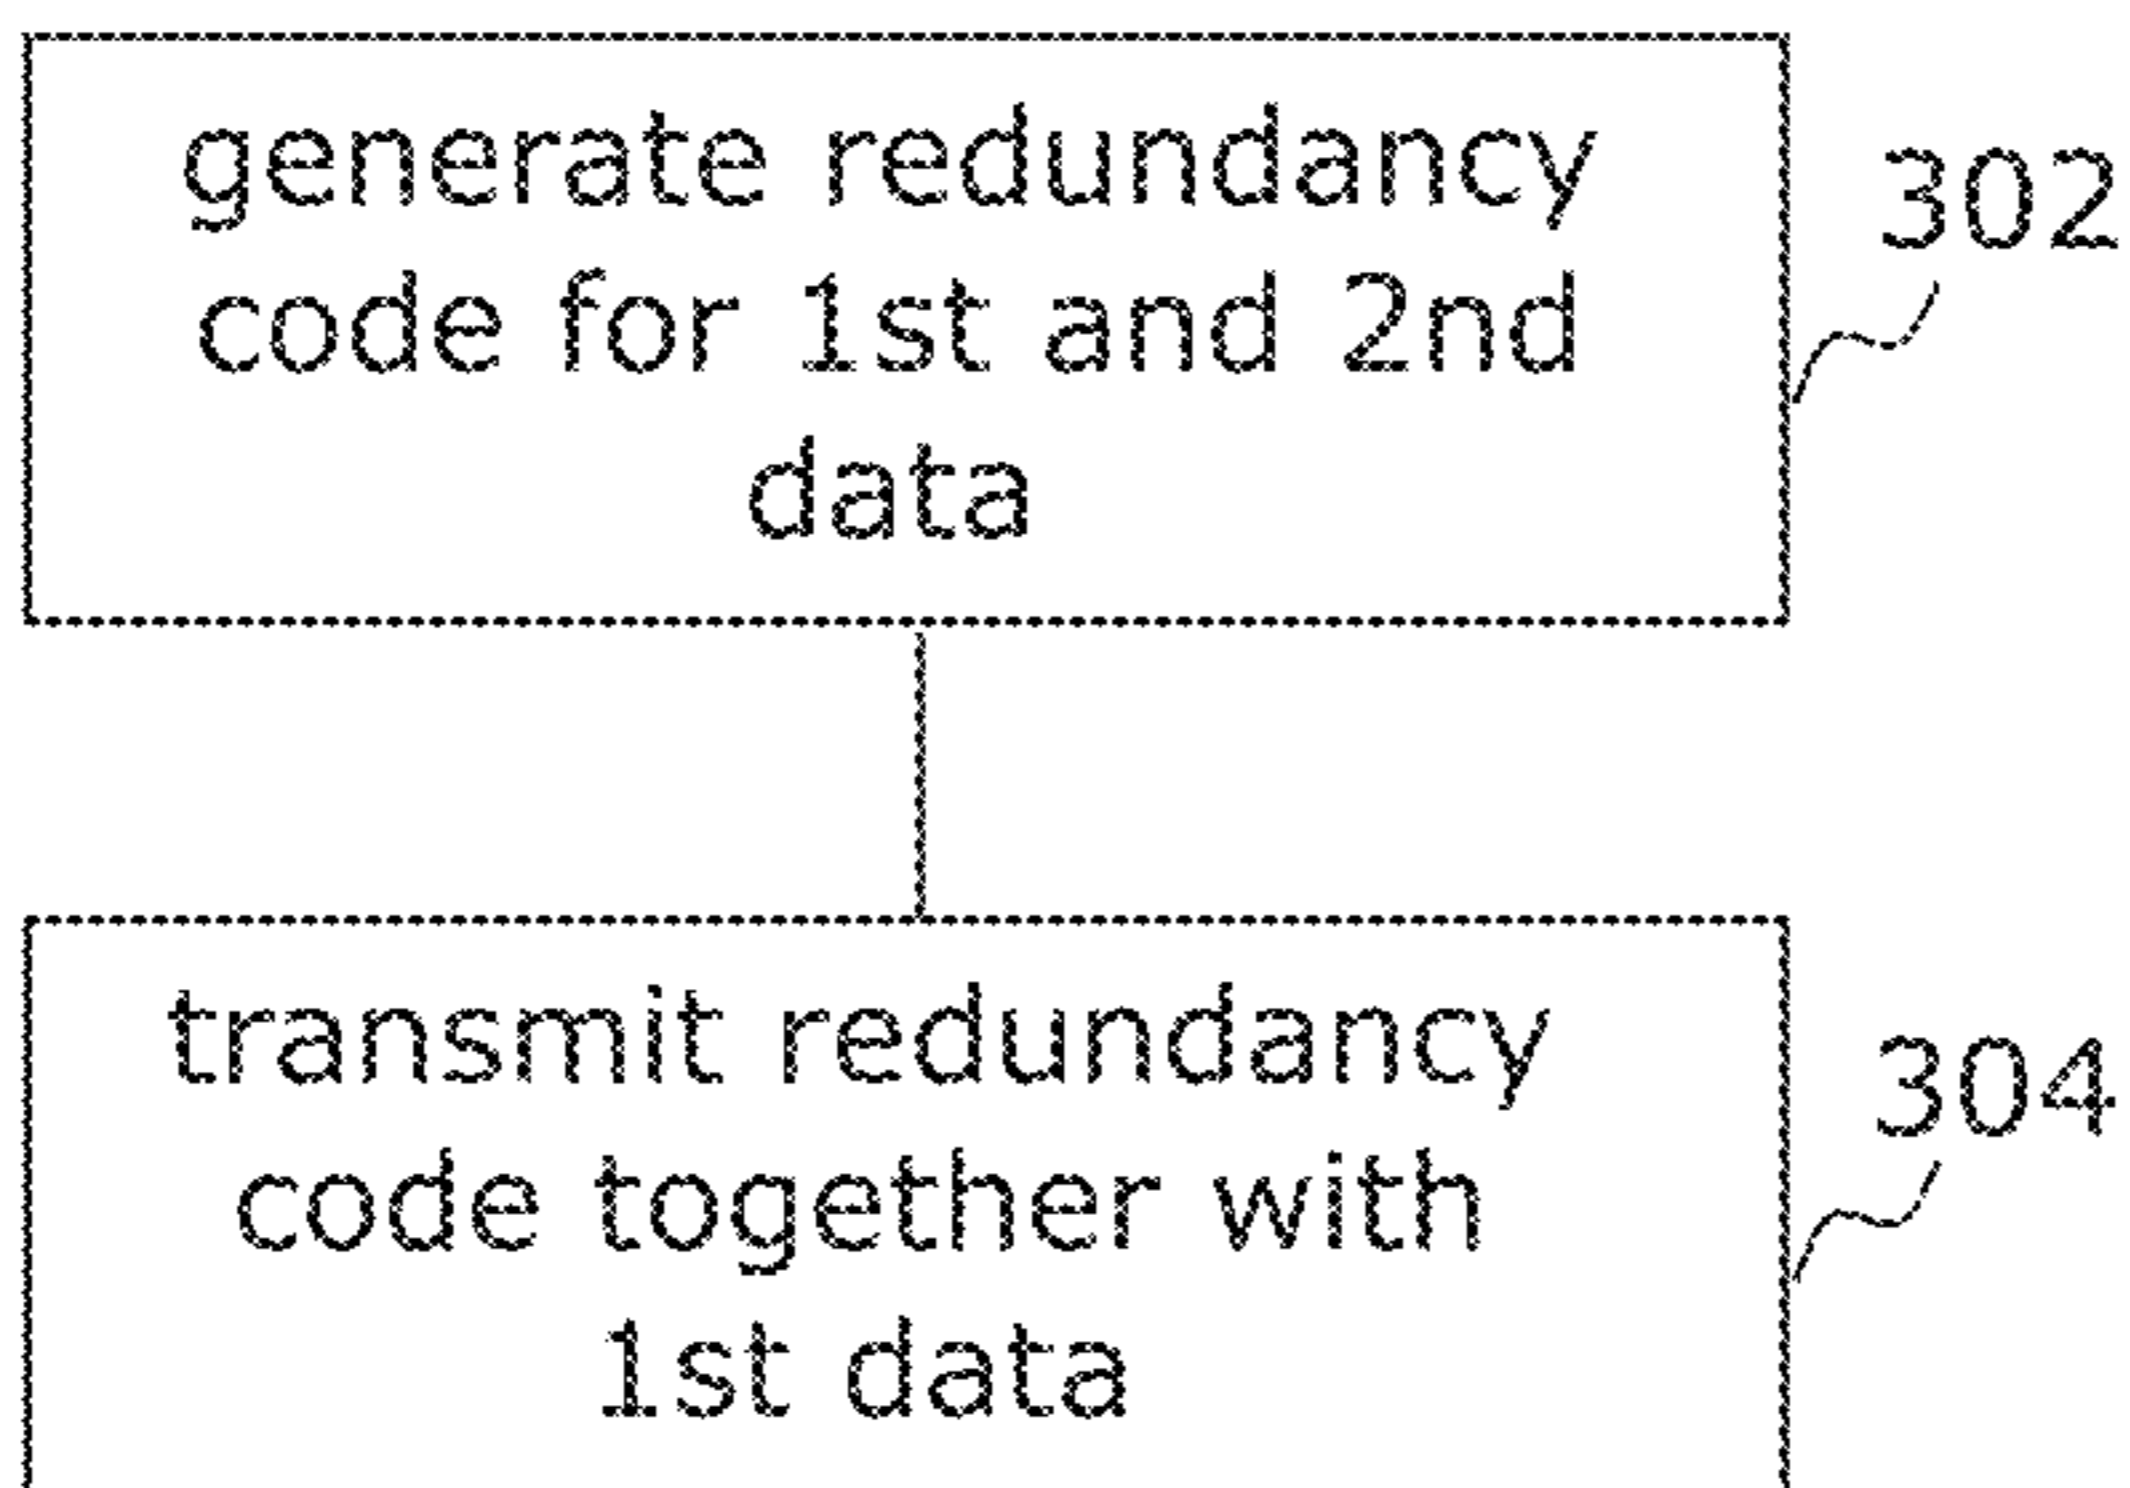 generate redundancy
code for 1st and 2nd
data
302
transmit redundancy
code together with
1st data
304